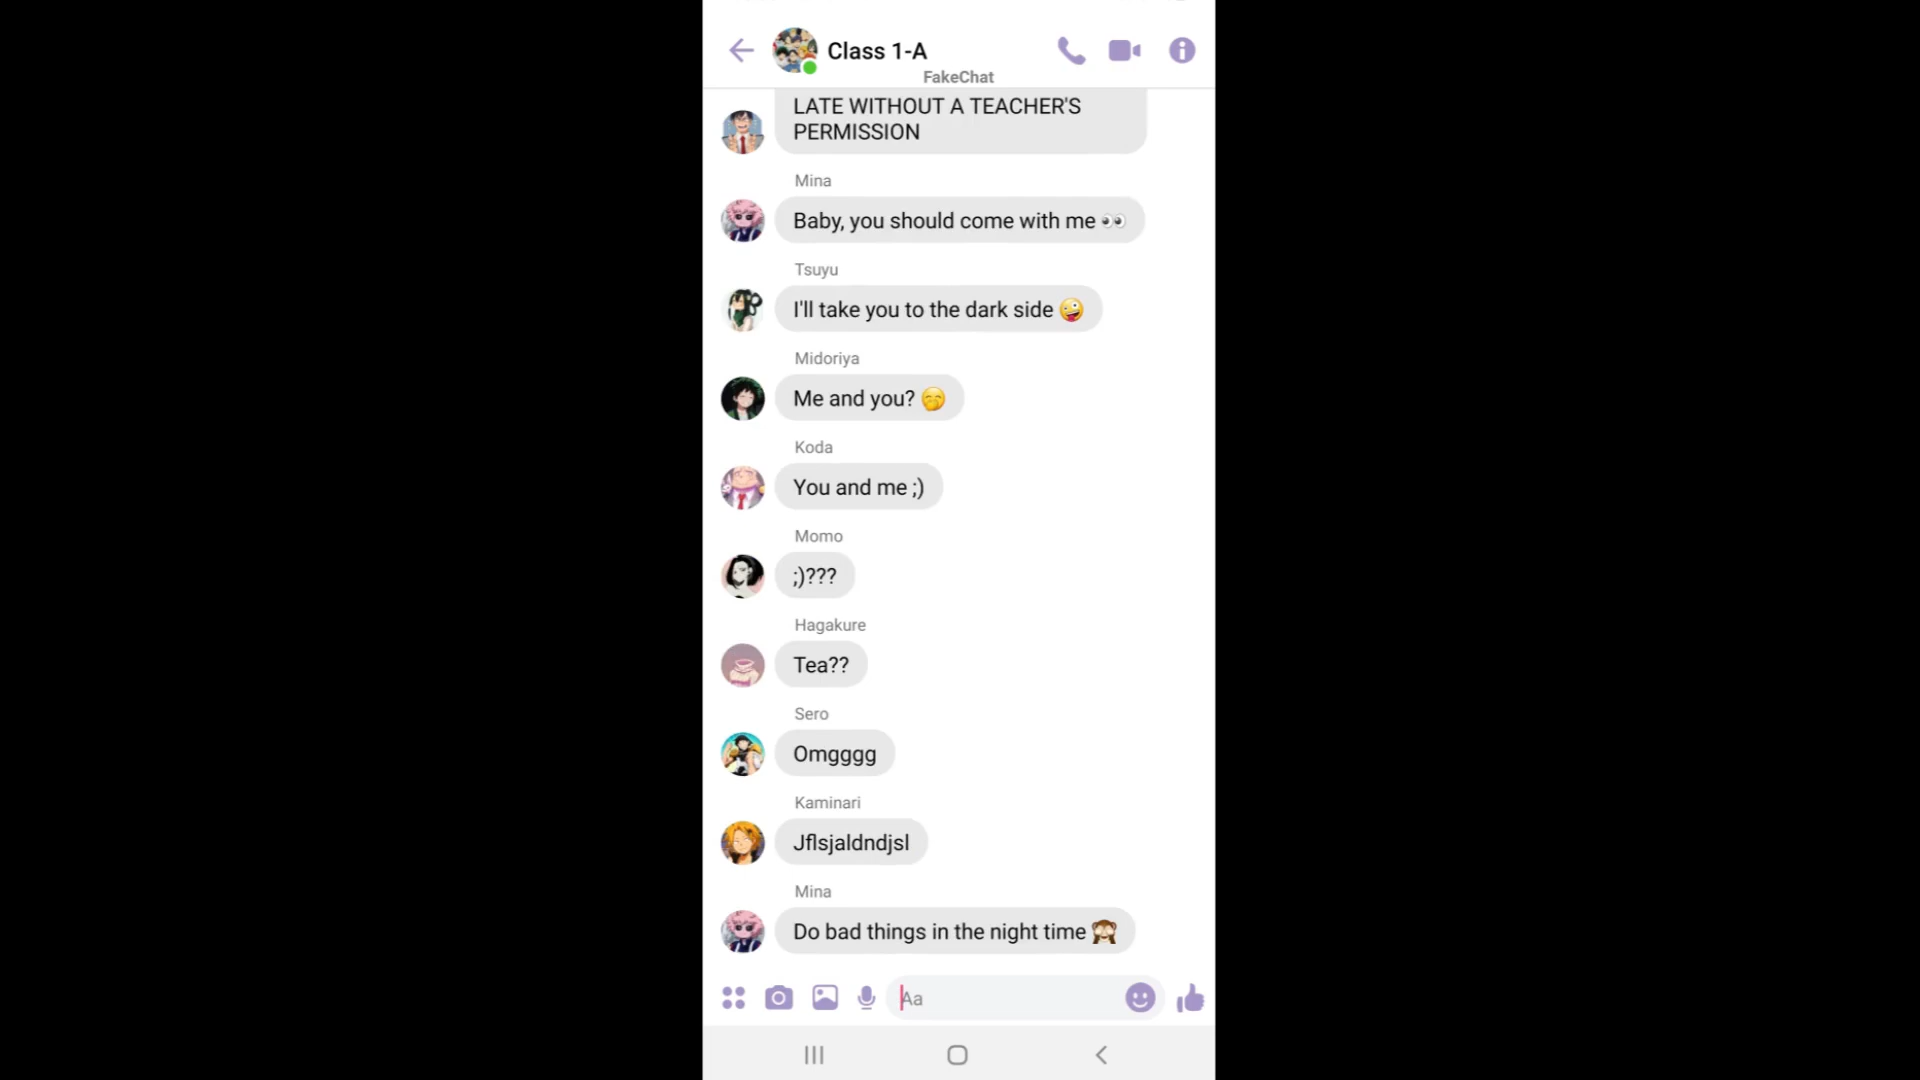 Class 1-A
FakeChat
LATE WITHOUT A TEACHER'S
PERMISSION
Mina
Baby, you should come with me 👀
Tsuyu
I'll take you to the dark side 🤪
Midoriya
Me and you? 🤭
Koda
You and me ;)
Momo
;)???
Hagakure
Tea??
Sero
Omgggg
Kaminari
Jflsjaldndjsl
Mina
Do bad things in the night time 🙈
Aa